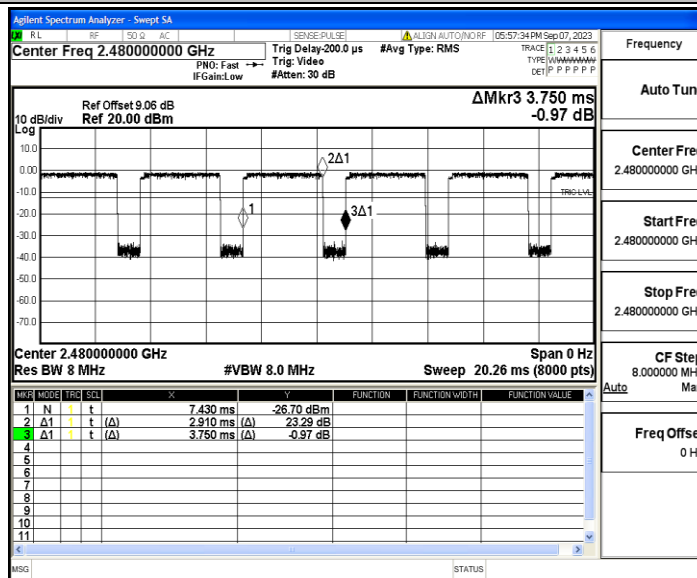 Agilent Spectrum Analyzer - Swept SA
RL RF 50 Ω AC SENSE:PULSE ALIGN AUTO/NO RF 05:57:34 PM Sep 07, 2023
Center Freq 2.480000000 GHz
PNO: Fast
IFGain:Low
Trig Delay-200.0 µs
Trig: Video
#Atten: 30 dB
#Avg Type: RMS
TRACE 1 2 3 4 5 6
TYPE
DET P P P P P P
Frequency
Auto Tun
Center Fre
2.480000000 GH
Start Fre
2.480000000 GH
Stop Fre
2.480000000 GH
CF Step
8.000000 MH
Auto Ma
Freq Offse
0 H
ΔMkr3 3.750 ms
-0.97 dB
Ref Offset 9.06 dB
10 dB/div Ref 20.00 dBm
Log
10.0
0.00
-10.0
-20.0
-30.0
-40.0
-50.0
-60.0
-70.0
2Δ1
TRIG LVL
1
3Δ1
Center 2.480000000 GHz Span 0 Hz
Res BW 8 MHz #VBW 8.0 MHz Sweep 20.26 ms (8000 pts)
MKR MODE TRC SCL X Y FUNCTION FUNCTION WIDTH FUNCTION VALUE
1 N 1 t 7.430 ms -26.70 dBm
2 Δ1 1 t (Δ) 2.910 ms (Δ) 23.29 dB
3 Δ1 1 t (Δ) 3.750 ms (Δ) -0.97 dB
4
5
6
7
8
9
10
11
MSG STATUS